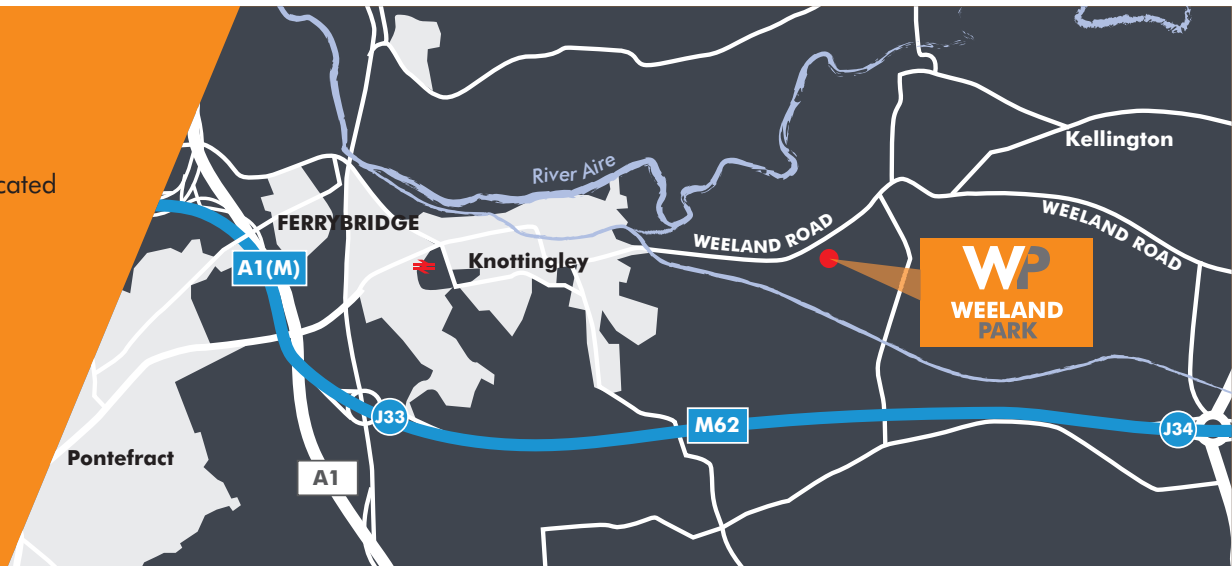 cated
River Aire
Kellington
FERRYBRIDGE
WEELAND ROAD
WEELAND ROAD
A1(M)
Knottingley
WP
WEELAND
PARK
J33
M62
J34
Pontefract
A1